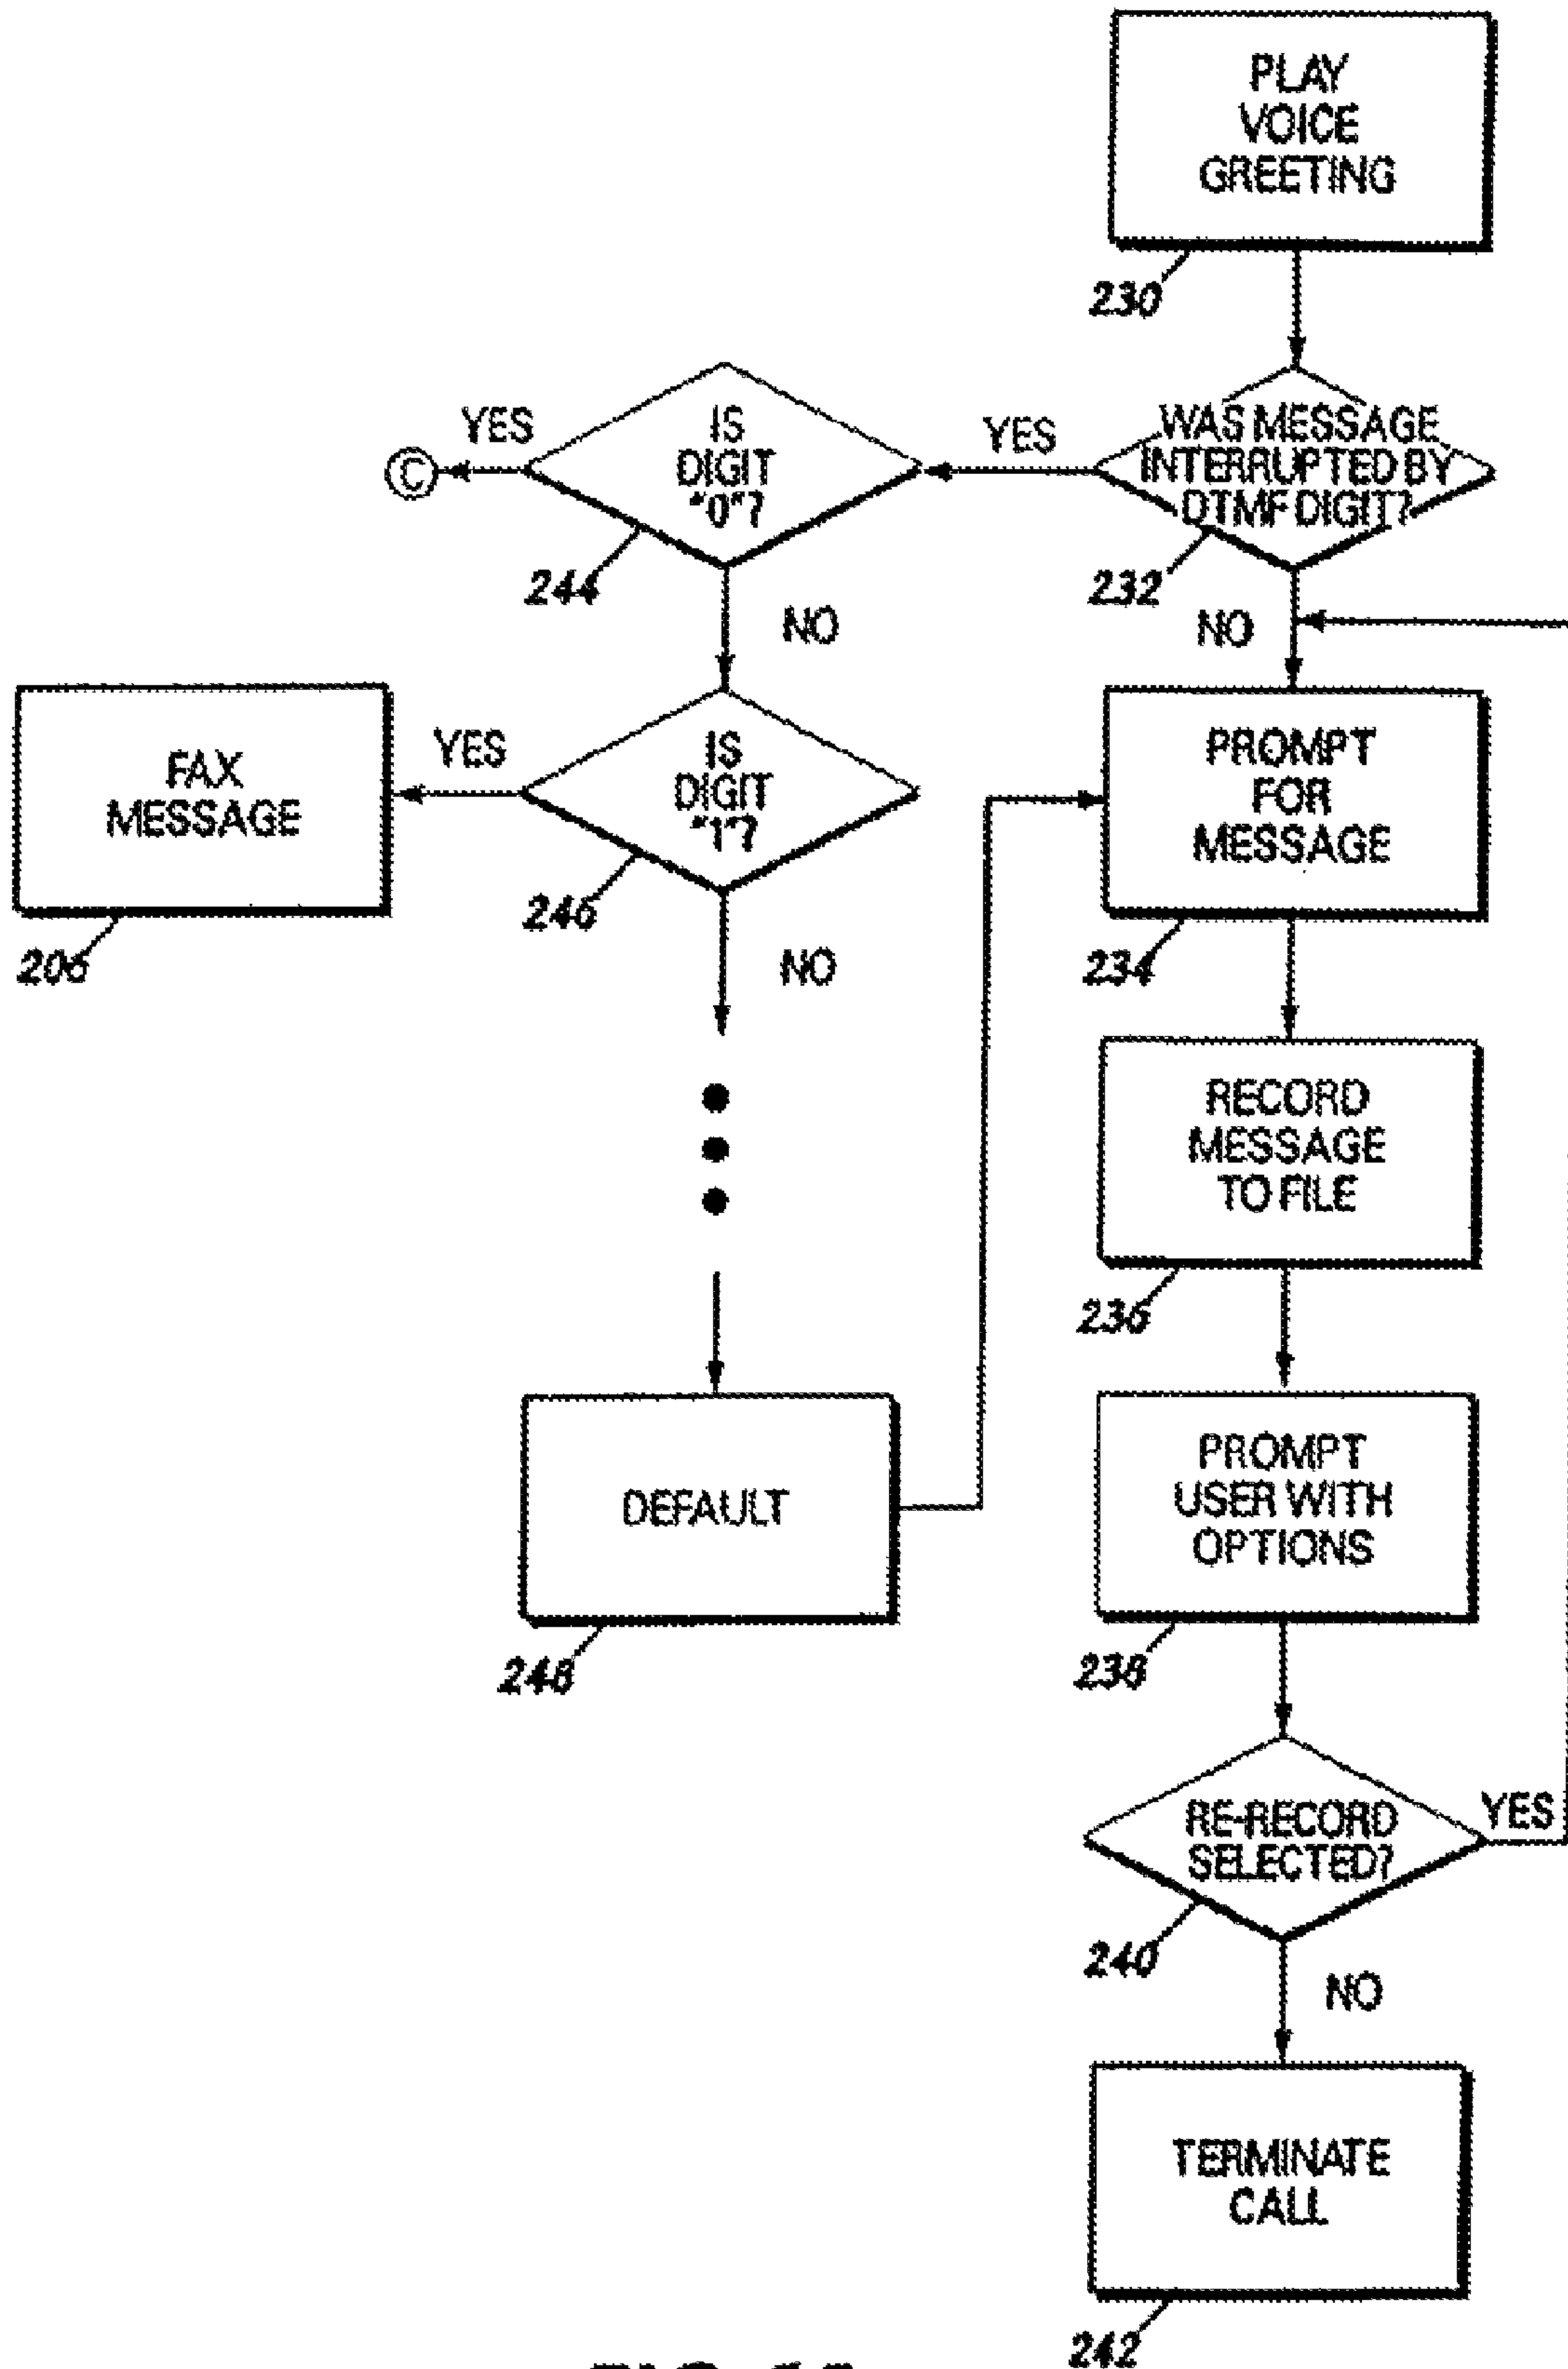 PLAY
VOICE
GREETING
230
WAS MESSAGE
INTERRUPTED BY
DTMF DIGIT?
232
YES
IS
DIGIT
"0"?
244
YES
C
NO
NO
IS
DIGIT
"1"?
246
YES
FAX
MESSAGE
206
NO
PROMPT
FOR
MESSAGE
234
RECORD
MESSAGE
TO FILE
236
DEFAULT
248
PROMPT
USER WITH
OPTIONS
238
RE-RECORD
SELECTED?
240
YES
NO
TERMINATE
CALL
242